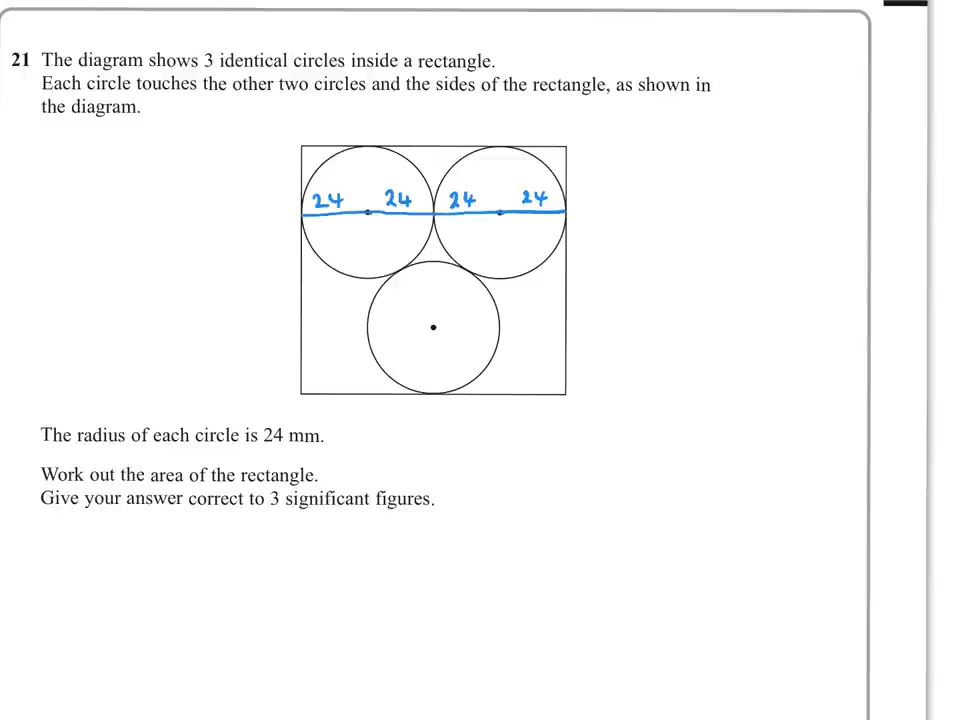 21 The diagram shows 3 identical circles inside a rectangle.
Each circle touches the other two circles and the sides of the rectangle, as shown in
the diagram.
24 24 24 24
The radius of each circle is 24 mm.
Work out the area of the rectangle.
Give your answer correct to 3 significant figures.